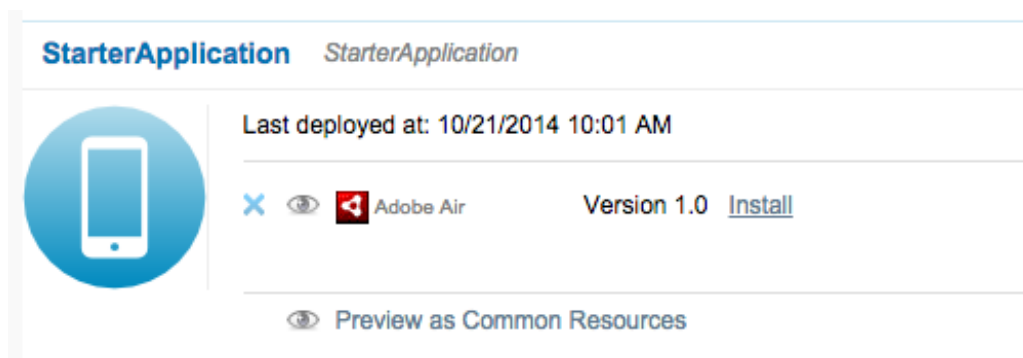 StarterApplication StarterApplication
Last deployed at: 10/21/2014 10:01 AM
Adobe Air Version 1.0 Install
Preview as Common Resources